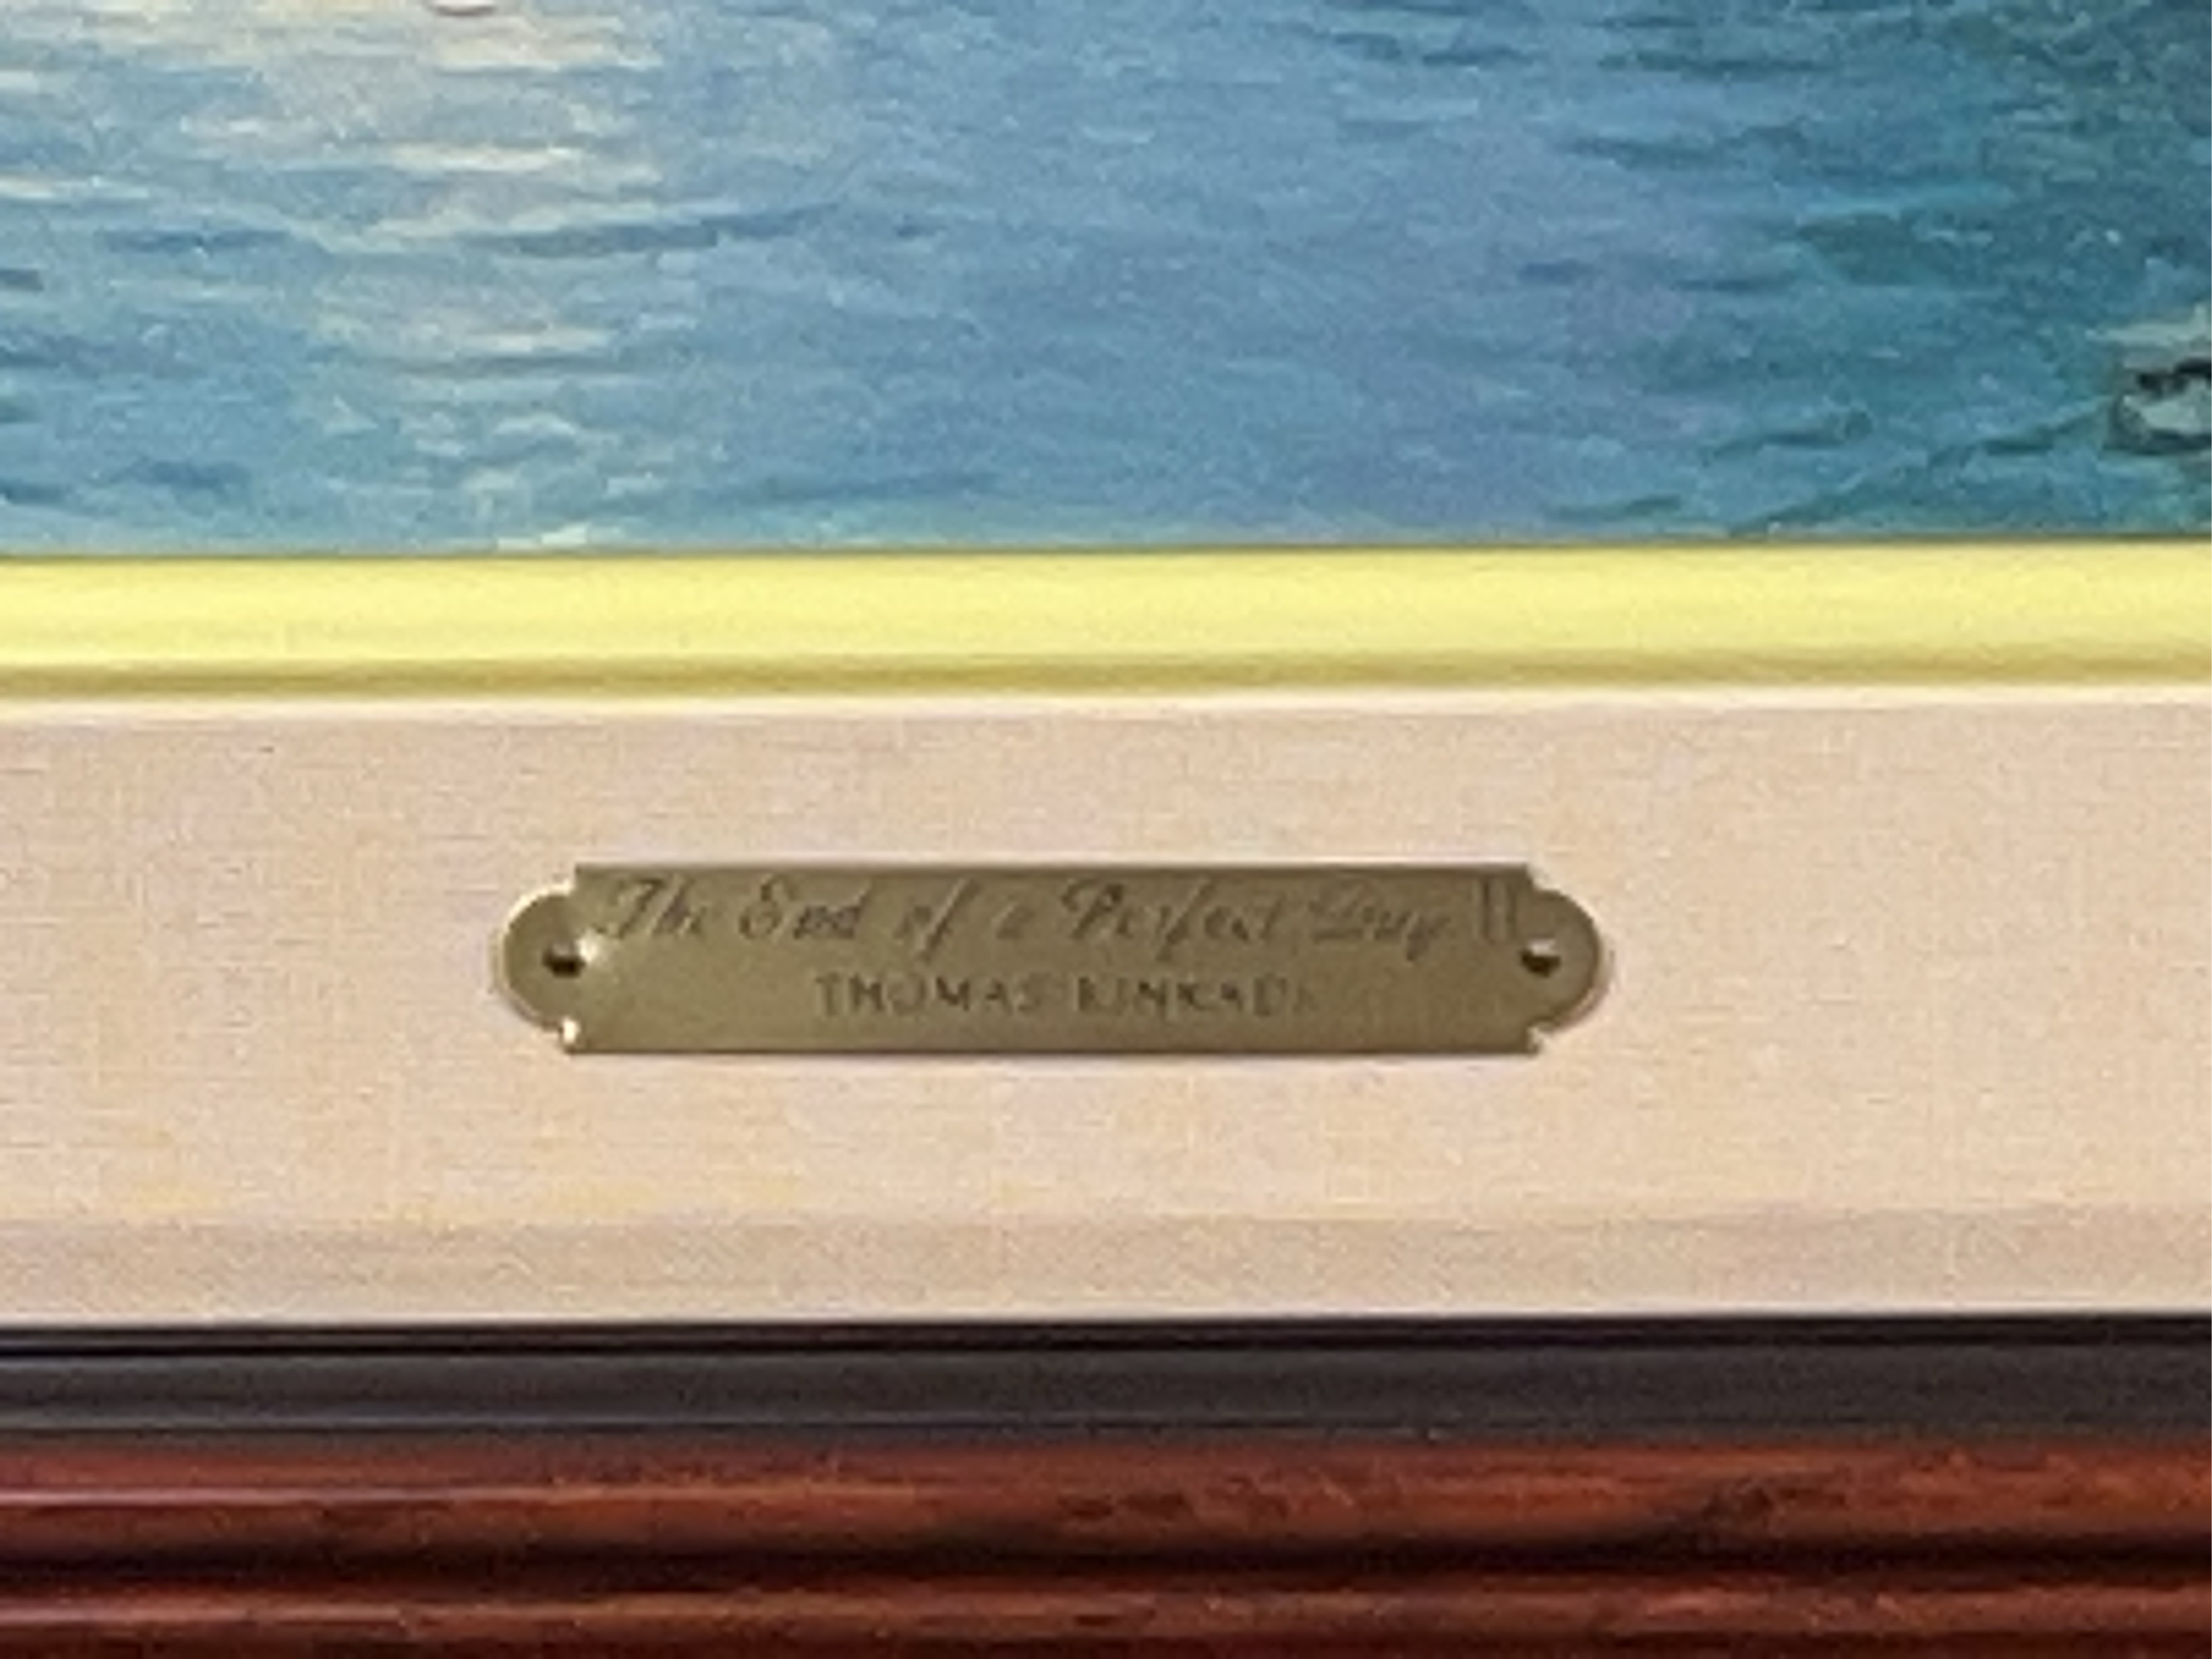 The End of a Perfect Day II
THOMAS KINKADE